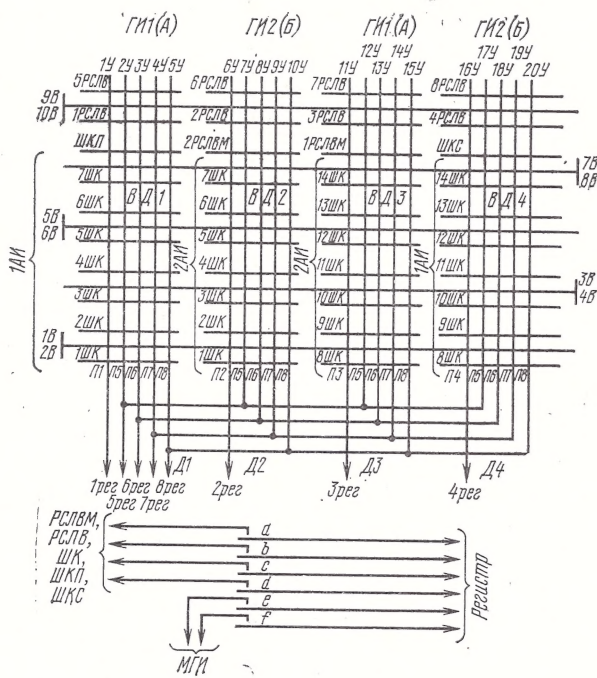 ГИ1(А) ГИ2(Б) ГИ1(А) ГИ2(Б)
12У 14У 17У 19У
1У 2У 3У 4У 5У 6У 7У 8У 9У 10У 11У 13У 15У 16У 18У 20У
5РСЛВ 6РСЛВ 7РСЛВ 8РСЛВ
9В
10В
1РСЛВ 2РСЛВ 3РСЛВ 4РСЛВ
ШКП 2РСЛВМ 1РСЛВМ ШКС
7В
8В
7ШК 7ШК 14ШК 14ШК
ВД1 ВД2 ВД3 ВД4
6ШК 6ШК 13ШК 13ШК
5В
6В
1АИ 2АИ 2АИ 1АИ
5ШК 5ШК 12ШК 12ШК
4ШК 4ШК 11ШК 11ШК
3В
4В
3ШК 3ШК 10ШК 10ШК
2ШК 2ШК 9ШК 9ШК
1В
2В
1ШК 1ШК 8ШК 8ШК
П1 П5 П6 П7 П8 П2 П5 П6 П7 П8 П3 П5 П6 П7 П8 П4 П5 П6 П7 П8
Д1 Д2 Д3 Д4
1рег 6рег 8рег 2рег 3рег 4рег
5рег 7рег
РСЛВМ,
РСЛВ,
ШК,
ШКП,
ШКС
a
b
c
d
e
f
Регистр
МГИ